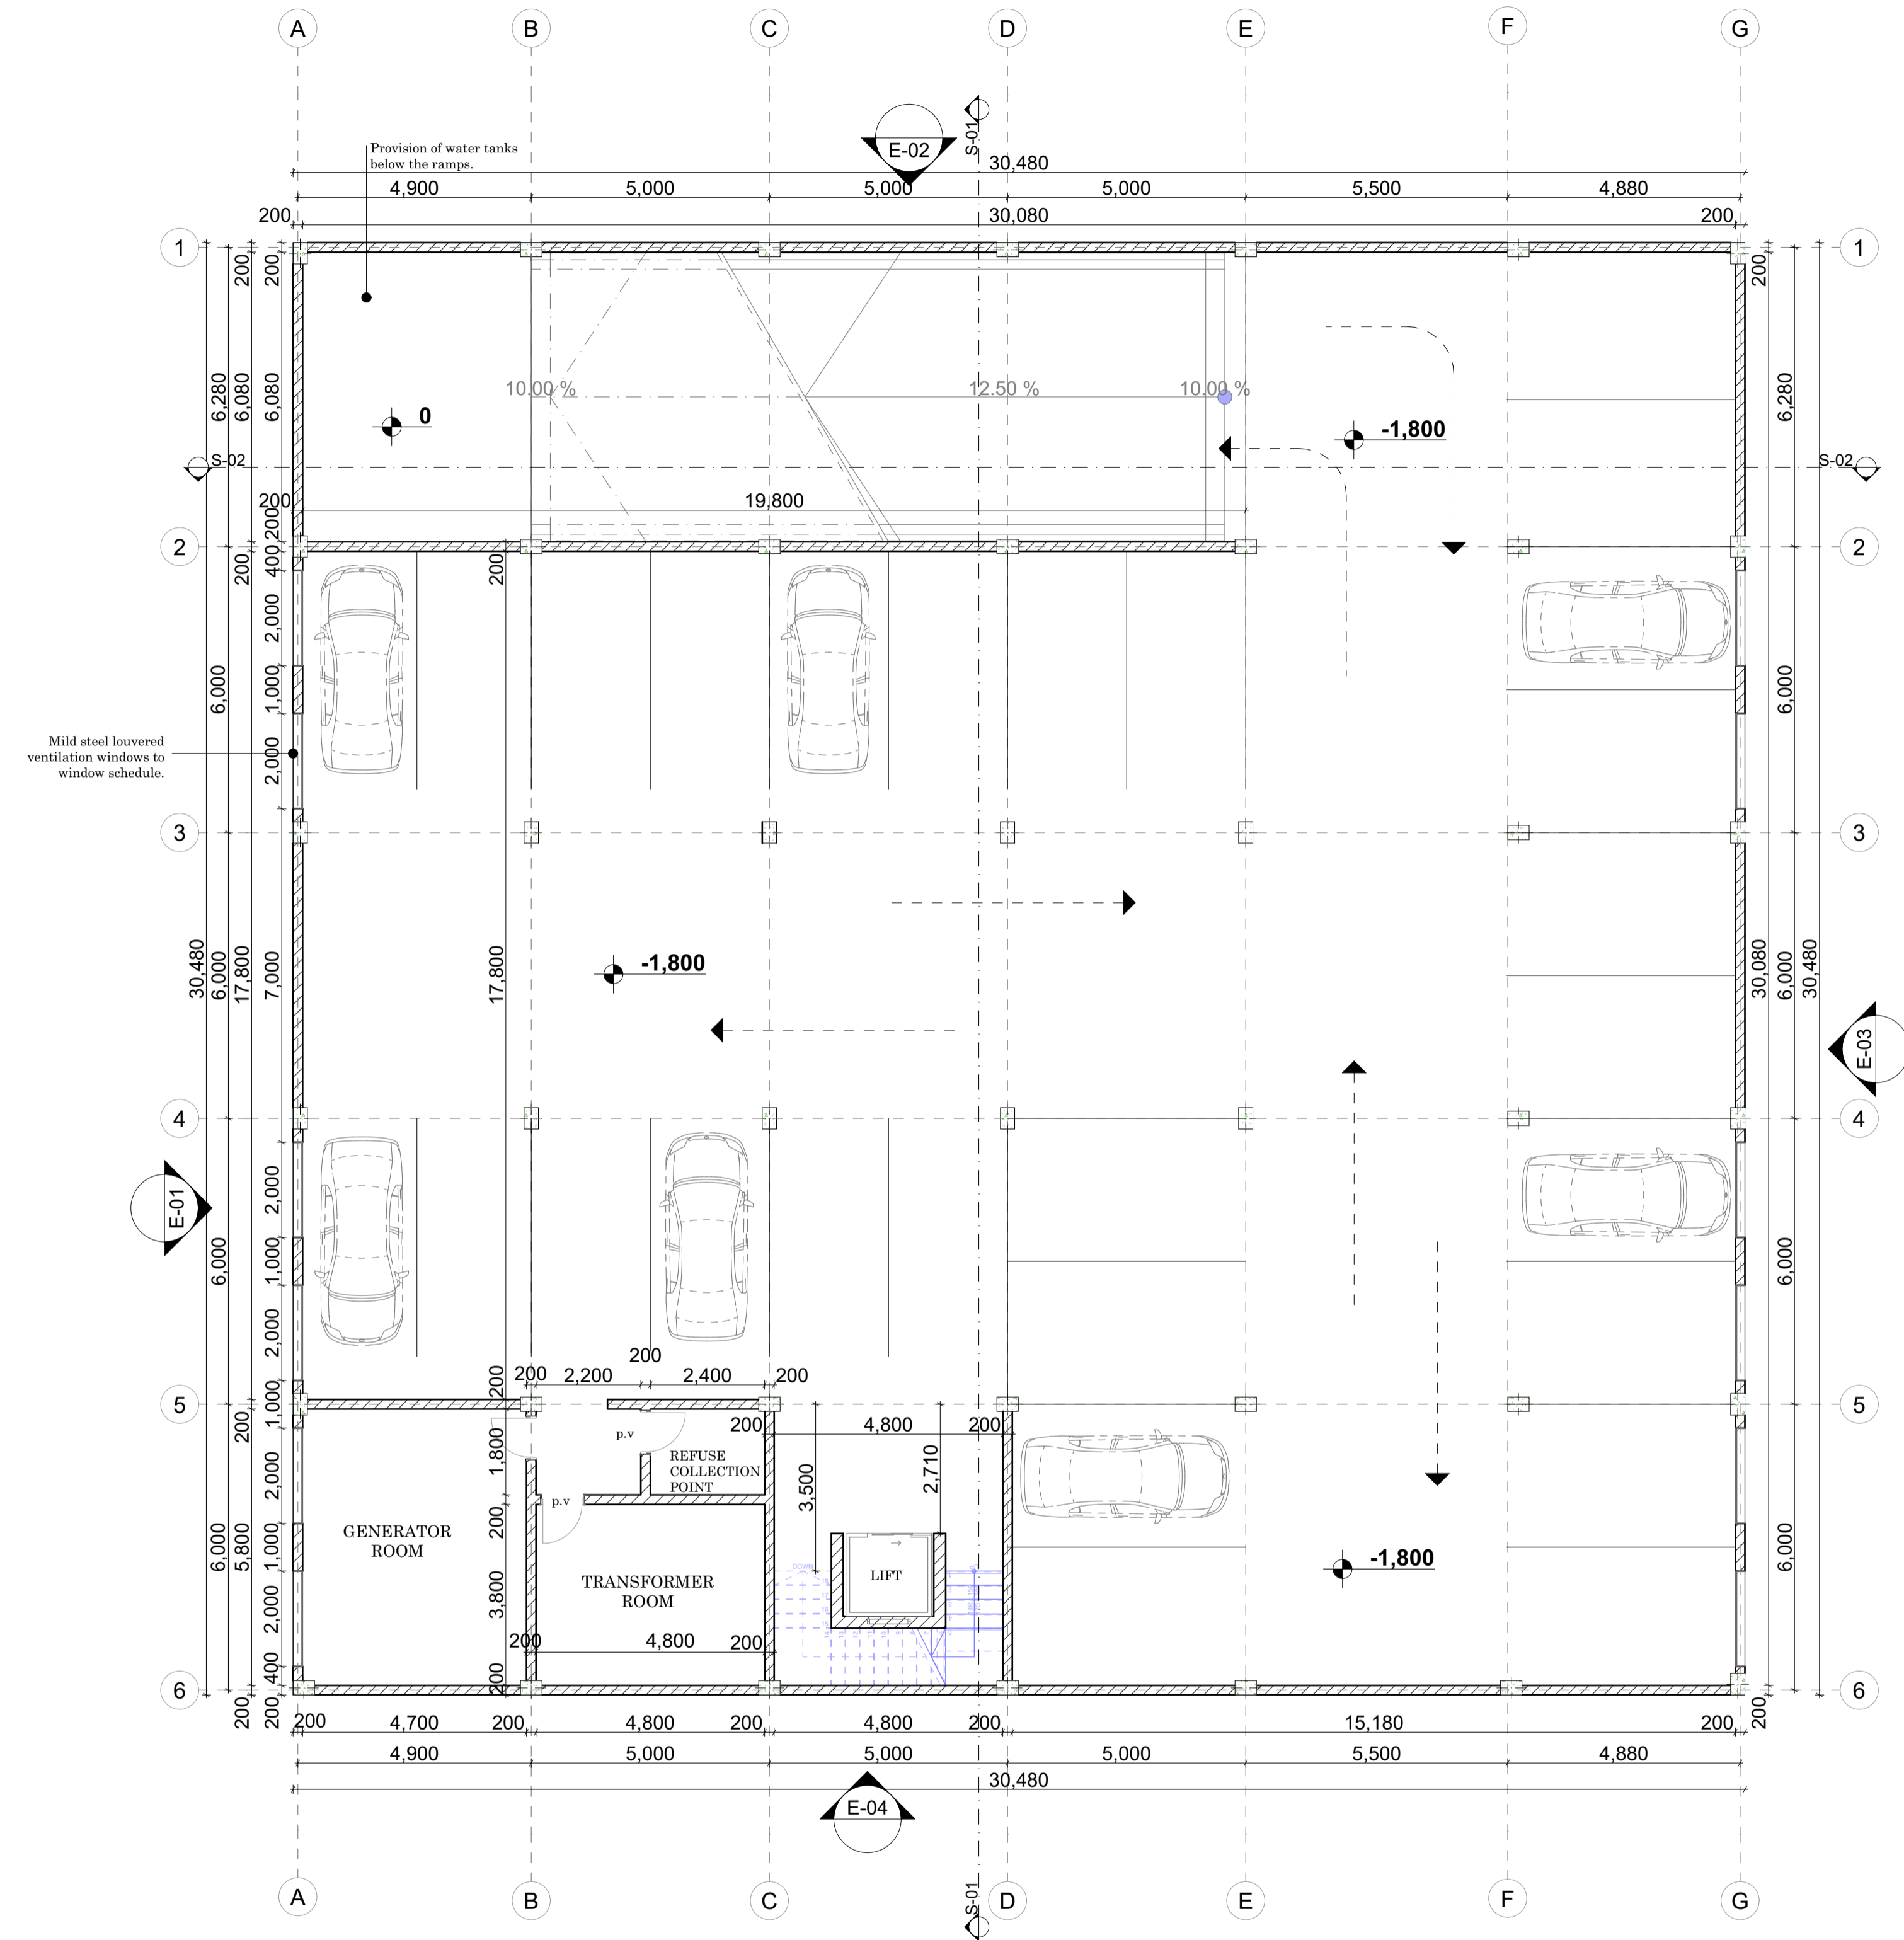 A B C D E F G
S-01
E-02
Provision of water tanks
below the ramps.
30,480
4,900 5,000 5,000 5,000 5,500 4,880
200 30,080 200
1 1
200 200 200
10.00 % 12.50 % 10.00 %
6,280 6,080 6,080 6,280
0
-1,800
S-02 S-02
200 19,800
200
2 2
200 400 200
2,000
6,000 1,000 6,000
Mild steel louvered
ventilation windows to
window schedule.
2,000
3 3
30,480 6,000 17,800 7,000 17,800 30,080 6,000 30,480
-1,800
E-03
4 4
2,000
E-01
6,000 1,000 6,000
2,000
200
200 200 2,200 2,400 200
5 1,000 5
200
200 4,800 200
1,800
p.v
REFUSE
COLLECTION
POINT
3,500 2,710
2,000
p.v
200
GENERATOR
ROOM
6,000 5,800 1,000 6,000
-1,800
DOWN
LIFT
TRANSFORMER
ROOM
3,800
2,000
200 4,800 200
400
200
6 6
200 200 200
200 4,700 200 4,800 200 4,800 200 15,180 200
4,900 5,000 5,000 5,000 5,500 4,880
30,480
E-04
S-01
A B C D E F G